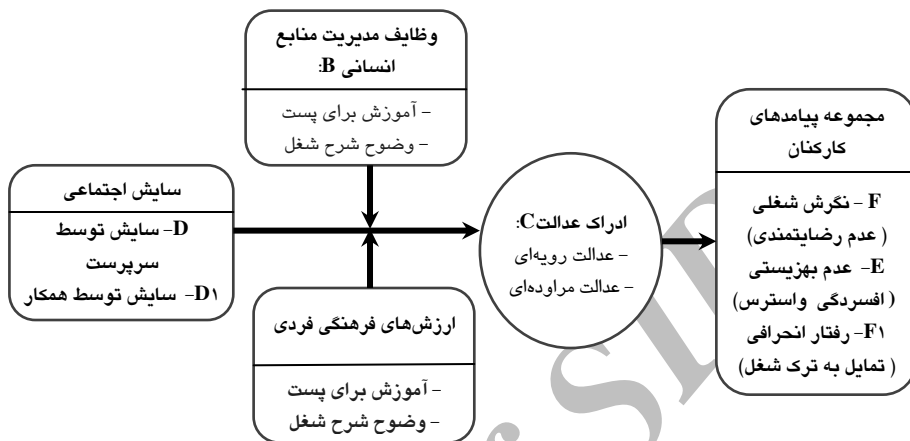 وظایف مدیریت منابع
انسانی B:
– آموزش برای پست
– وضوح شرح شغل
مجموعه پیامدهای
کارکنان
F – نگرش شغلی
(عدم رضایتمندی)
E– عدم بهزیستی
(افسردگی واسترس)
F۱– رفتار انحرافی
(تمایل به ترک شغل)
سایش اجتماعی
D– سایش توسط
سرپرست
D۱– سایش توسط همکار
ادراک عدالتC:
– عدالت رویه‌ای
– عدالت مراوده‌ای
ارزش‌های فرهنگی فردی
– آموزش برای پست
– وضوح شرح شغل